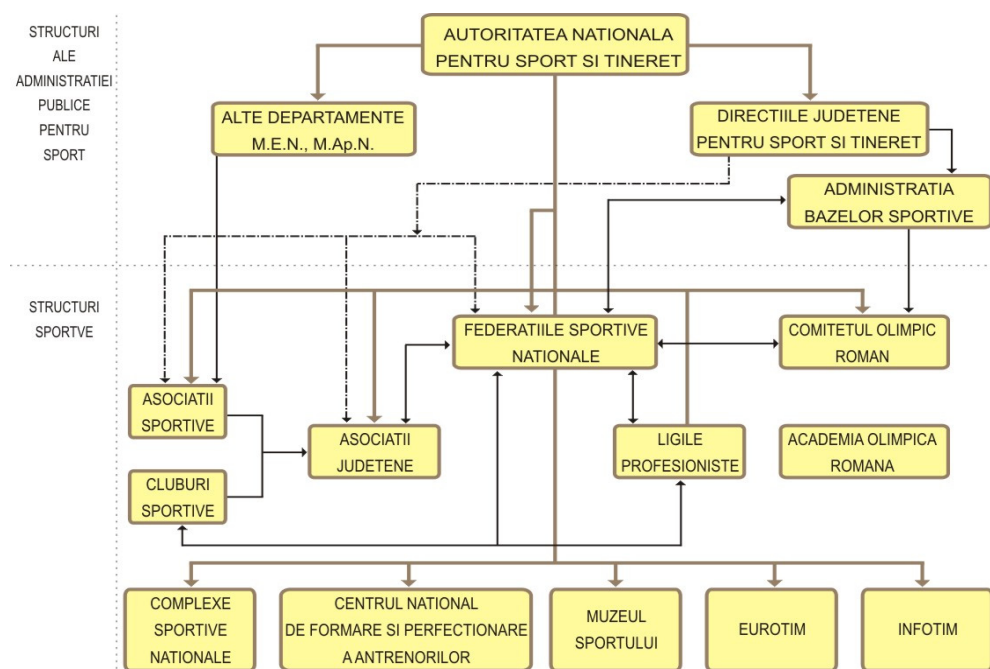 STRUCTURI
ALE
ADMINISTRATIEI
PUBLICE
PENTRU
SPORT
AUTORITATEA NATIONALA
PENTRU SPORT SI TINERET
ALTE DEPARTAMENTE
M.E.N., M.Ap.N.
DIRECTIILE JUDETENE
PENTRU SPORT SI TINERET
ADMINISTRATIA
BAZELOR SPORTIVE
STRUCTURI
SPORTVE
FEDERATIILE SPORTIVE
NATIONALE
COMITETUL OLIMPIC
ROMAN
ASOCIATII
SPORTIVE
ASOCIATII
JUDETENE
LIGILE
PROFESIONISTE
ACADEMIA OLIMPICA
ROMANA
CLUBURI
SPORTIVE
COMPLEXE
SPORTIVE
NATIONALE
CENTRUL NATIONAL
DE FORMARE SI PERFECTIONARE
A ANTRENORILOR
MUZEUL
SPORTULUI
EUROTIM
INFOTIM